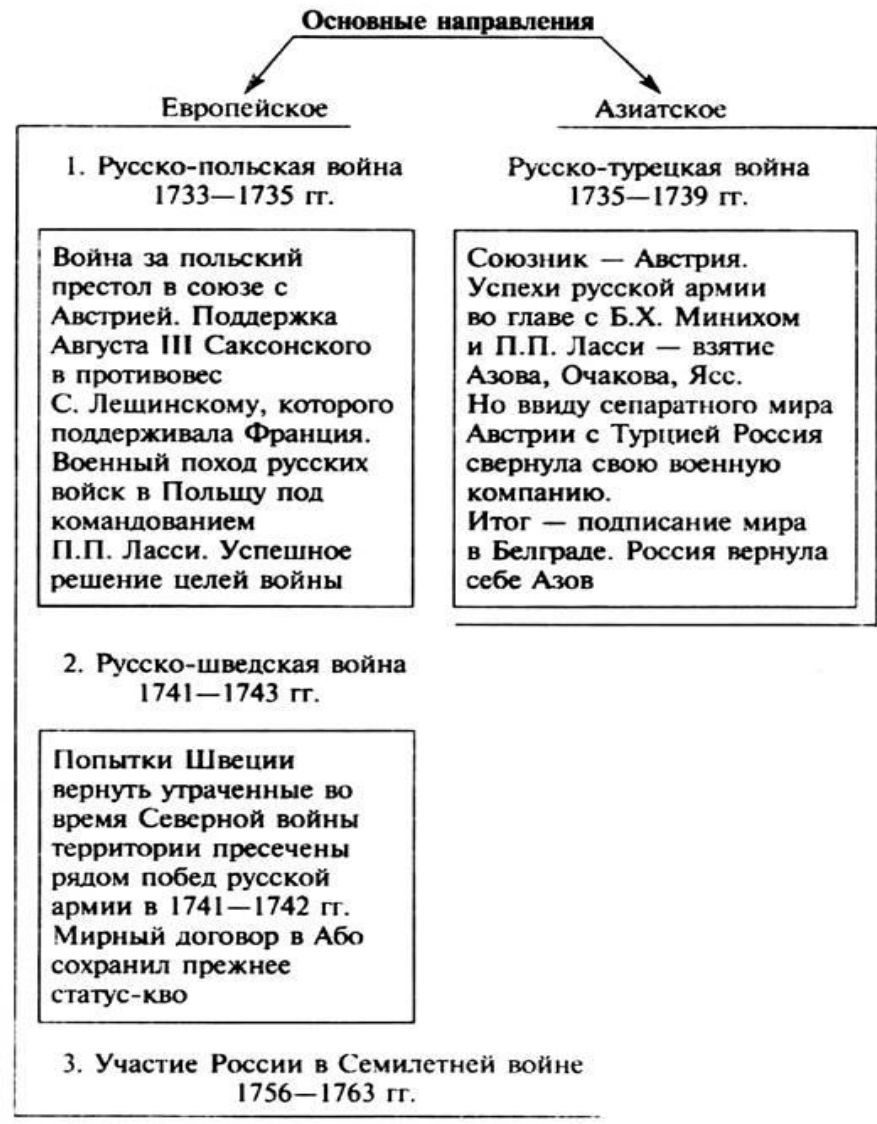 Основные направления
Европейское
1. Русско-польская война
1733—1735 гг.
Война за польский
престол в союзе с
Австрией. Поддержка
Августа III Саксонского
в противовес
С. Лещинскому, которого
поддерживала Франция.
Военный поход русских
войск в Польщу под
командованием
П.П. Ласси. Успешное
решение целей войны
2. Русско-шведская война
1741—1743 гг.
Попытки Швеции
вернуть утраченные во
время Северной войны
территории пресечены
рядом побед русской
армии в 1741—1742 гг.
Мирный договор в Або
сохранил прежнее
статус-кво
3. Участие России в Семилетней войне
1756—1763 гг.
Азиатское
Русско-турецкая война
1735—1739 гг.
Союзник — Австрия.
Успехи русской армии
во главе с Б.Х. Минихом
и П.П. Ласси — взятие
Азова, Очакова, Ясс.
Но ввиду сепаратного мира
Австрии с Турцией Россия
свернула свою военную
компанию.
Итог — подписание мира
в Белграде. Россия вернула
себе Азов